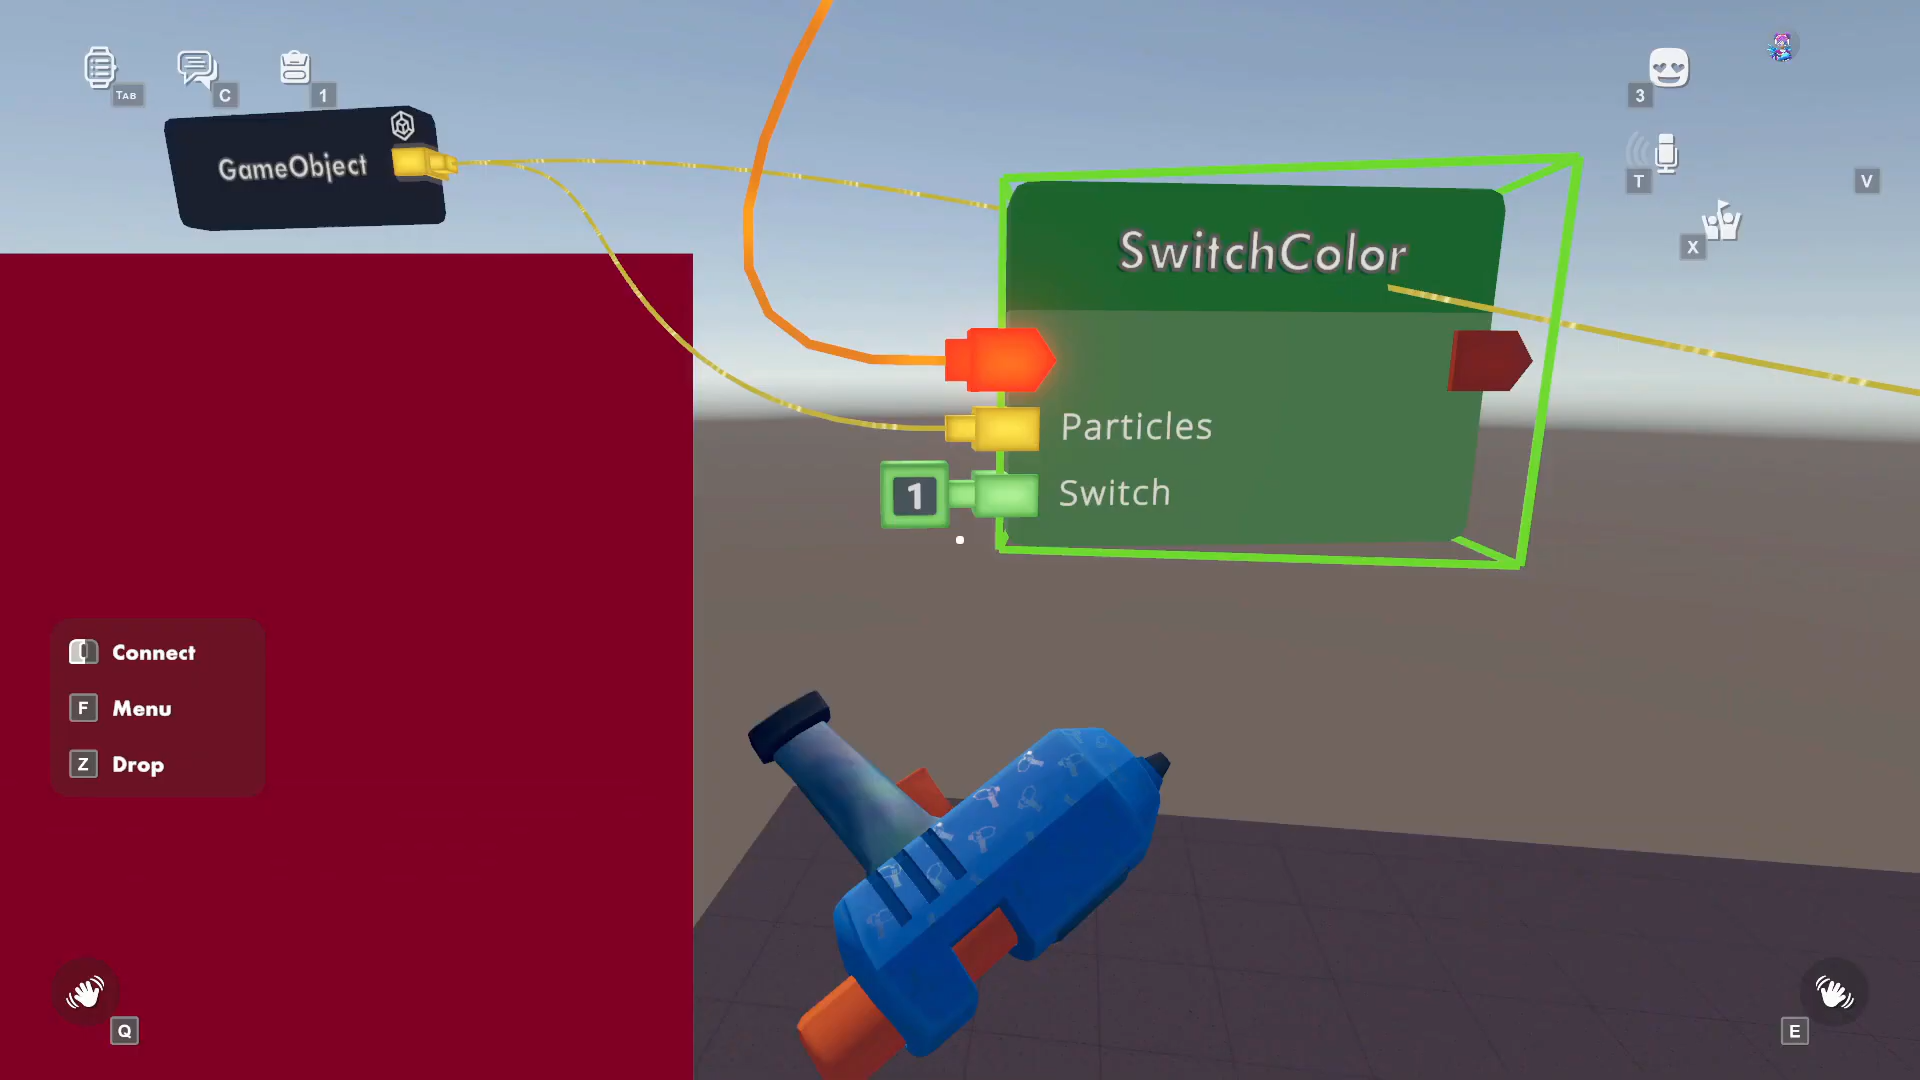 TAB
C
1
3
T
V
X
GameObject
SwitchColor
Particles
1
Switch
Connect
F
Menu
Z
Drop
Q
E